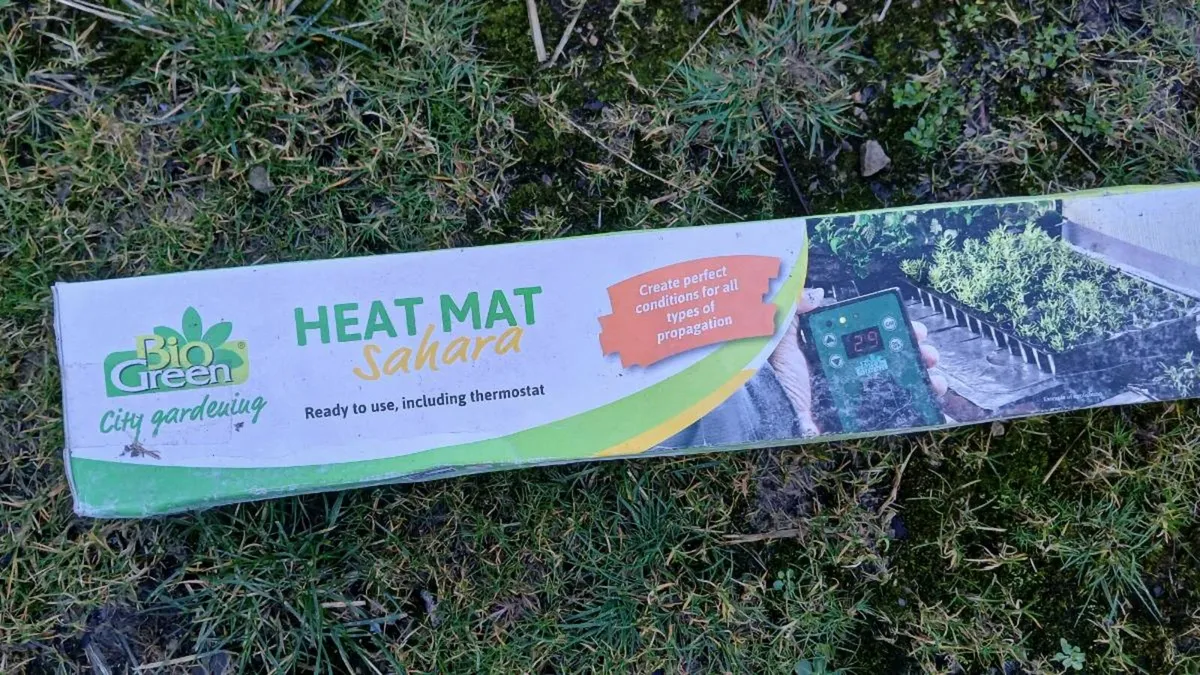 Bio
Green®
City gardening
HEAT MAT
Sahara
Ready to use, including thermostat
Create perfect
conditions for all
types of
propagation
29